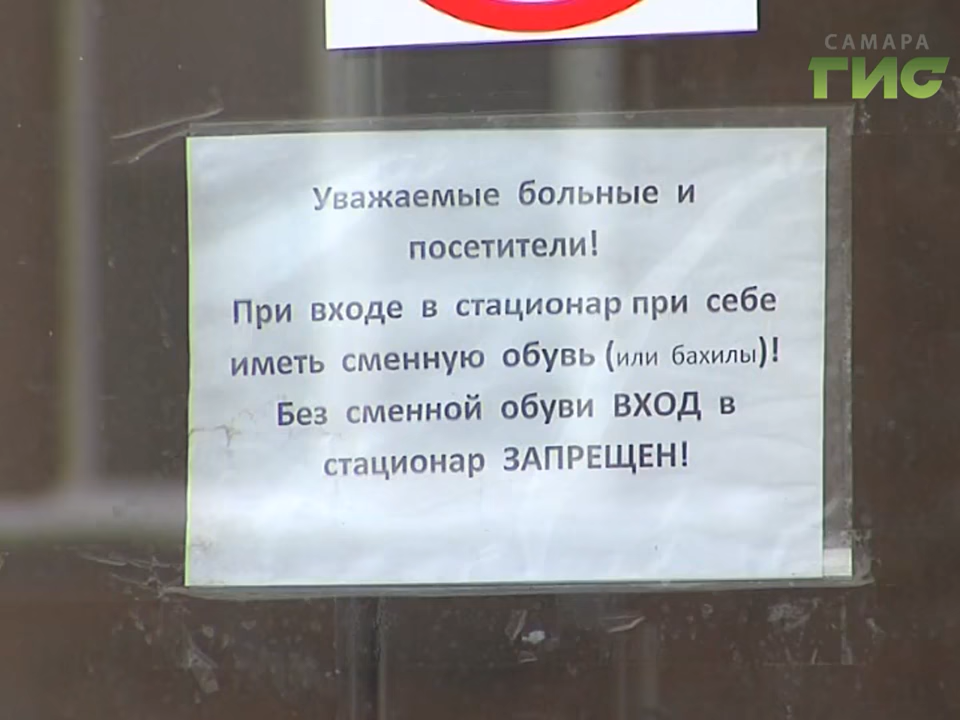 САМАРА
ГИС
Уважаемые больные и
посетители!
При входе в стационар при себе
иметь сменную обувь (или бахилы)!
Без сменной обуви ВХОД в
стационар ЗАПРЕЩЕН!